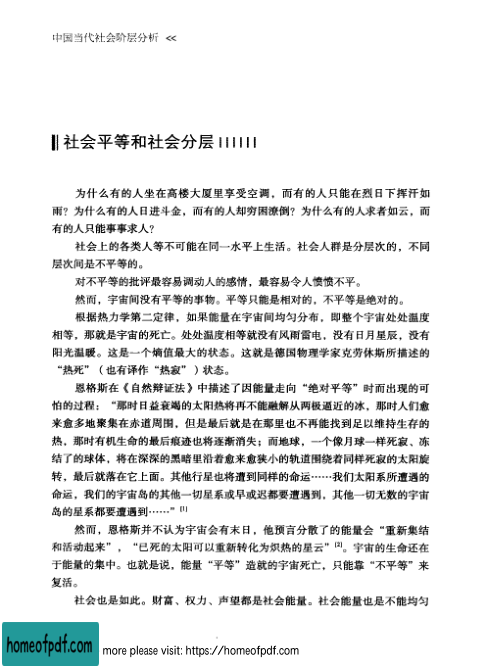 中国当代社会阶层分析 <<
社会平等和社会分层
为什么有的人坐在高楼大厦里享受空调，而有的人只能在烈日下挥汗如
雨？为什么有的人日进斗金，而有的人却穷困潦倒？为什么有的人求者如云，而
有的人只能事事求人？
社会上的各类人等不可能在同一水平上生活。社会人群是分层次的，不同
层次间是不平等的。
对不平等的批评最容易调动人的感情，最容易令人愤愤不平。
然而，宇宙间没有平等的事物。平等只能是相对的，不平等是绝对的。
根据热力学第二定律，如果能量在宇宙间均匀分布，即整个宇宙处处温度
相等，那就是宇宙的死亡。处处温度相等就没有风雨雷电，没有日月星辰，没有
阳光温暖。这是一个熵值最大的状态。这就是德国物理学家克劳休斯所描述的
“热死”（也有译作“热寂”）状态。
恩格斯在《自然辩证法》中描述了因能量走向“绝对平等”时而出现的可
怕的过程：“那时日益衰竭的太阳热将再不能融解从两极逼近的冰，那时人们愈
来愈多地聚集在赤道周围，但是最后就是在那里也不再能找到足以维持生存的
热，那时有机生命的最后痕迹也将逐渐消失；而地球，一个像月球一样死寂、冻
结了的球体，将在深深的黑暗里沿着愈来愈狭小的轨道围绕着同样死寂的太阳旋
转，最后就落在它上面。其他行星也将遭到同样的命运……我们太阳系所遭遇的
命运，我们的宇宙岛的其他一切星系或早或迟都要遭遇到，其他一切无数的宇宙
岛的星系都要遭遇到……”[1]
然而，恩格斯并不认为宇宙会有末日，他预言分散了的能量会“重新集结
和活动起来”，“已死的太阳可以重新转化为炽热的星云”[2]。宇宙的生命还在
于能量的集中。也就是说，能量“平等”造就的宇宙死亡，只能靠“不平等”来
复活。
社会也是如此。财富、权力、声望都是社会能量。社会能量也是不能均匀
homeofpdf.com more please visit: https://homeofpdf.com